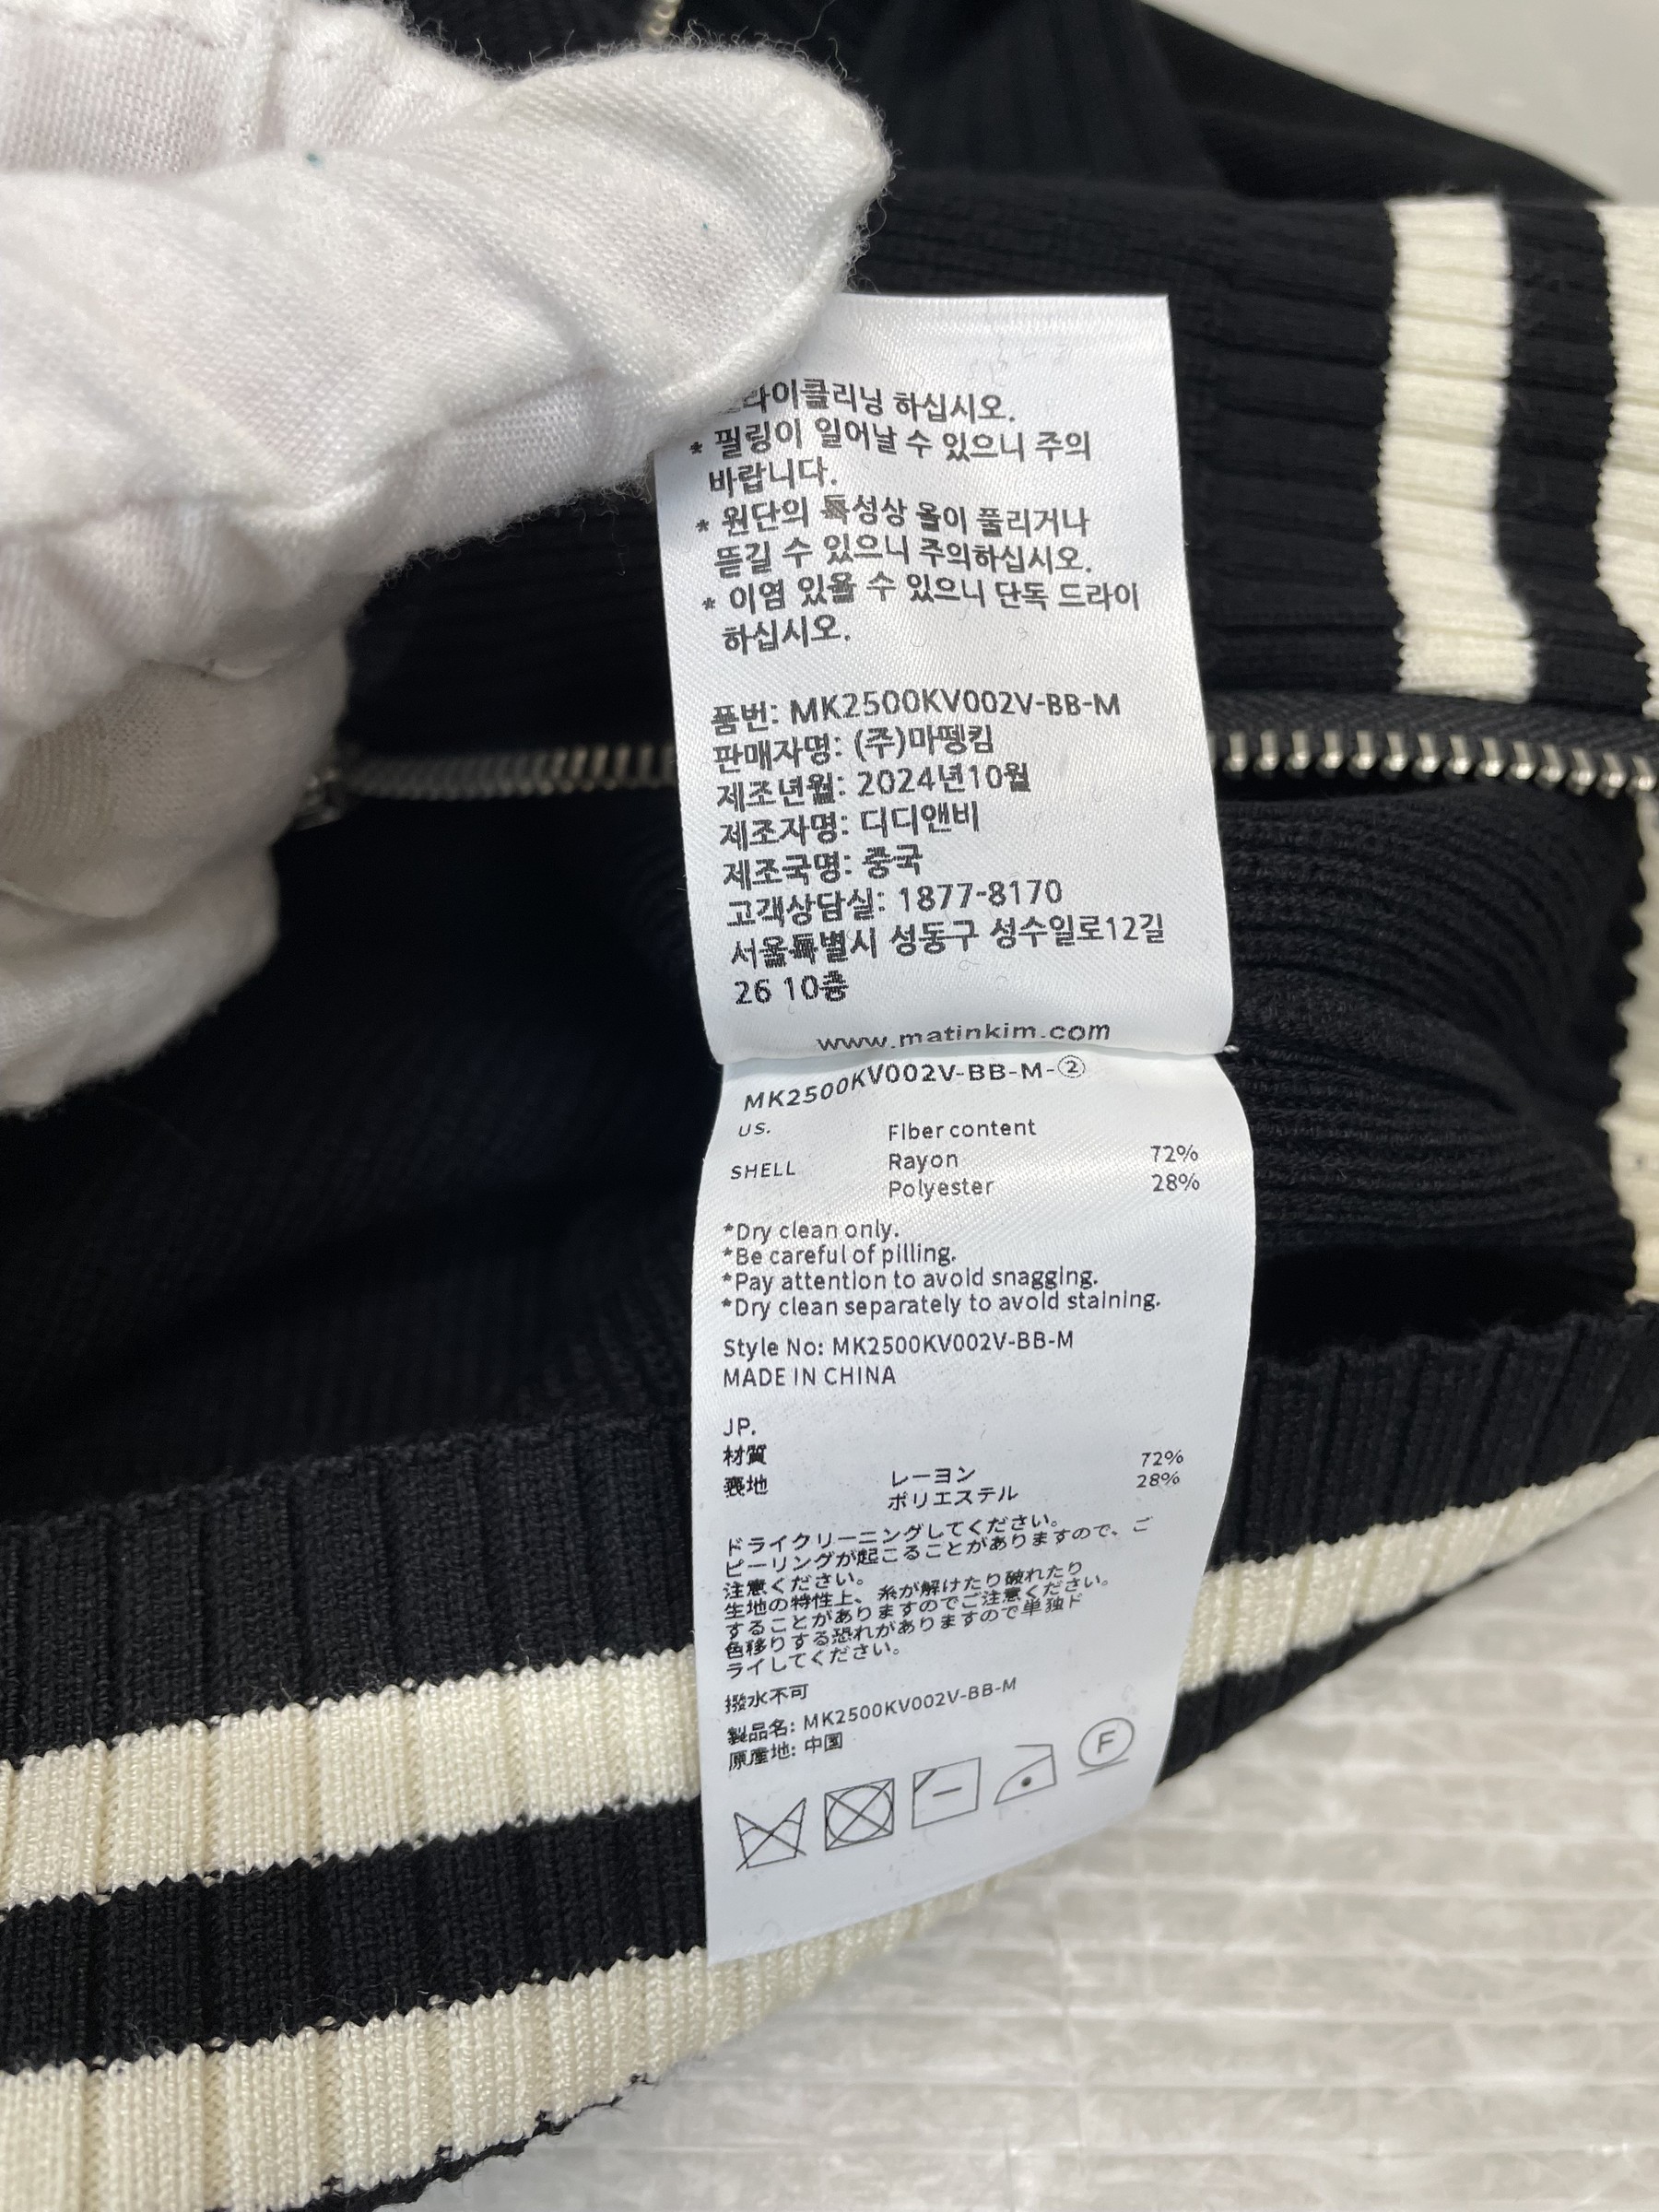 드라이클리닝 하십시오.
* 필링이 일어날 수 있으니 주의
바랍니다.
* 원단의 특성상 올이 풀리거나
뜯길 수 있으니 주의하십시오.
* 이염 있을 수 있으니 단독 드라이
하십시오.
품번: MK2500KV002V-BB-M
판매자명: (주)마뗑킴
제조년월: 2024년10월
제조자명: 디디앤비
제조국명: 중국
고객상담실: 1877-8170
서울특별시 성동구 성수일로12길
26 10층
www.matinkim.com
MK2500KV002V-BB-M-②
US. Fiber content
SHELL Rayon 72%
Polyester 28%
*Dry clean only.
*Be careful of pilling.
*Pay attention to avoid snagging.
*Dry clean separately to avoid staining.
Style No: MK2500KV002V-BB-M
MADE IN CHINA
JP.
材質
裏地 レーヨン 72%
ポリエステル 28%
ドライクリーニングしてください。
ピーリングが起こることがありますので、ご
注意ください。
生地の特性上、糸が解けたり破れたり
することがありますのでご注意ください。
色移りする恐れがありますので単独ド
ライしてください。
撥水不可
製品名: MK2500KV002V-BB-M
原産地: 中国
F